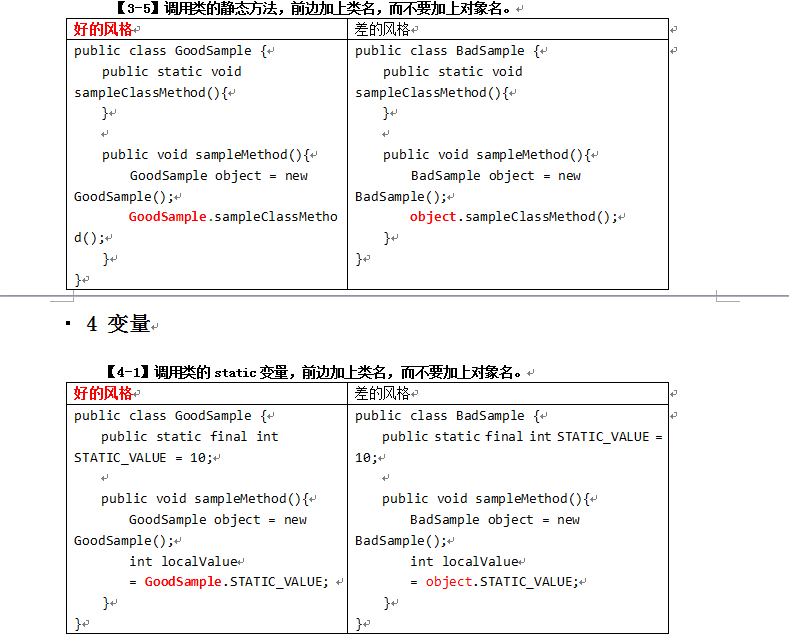 【3-5】调用类的静态方法，前边加上类名，而不要加上对象名。
好的风格
public class GoodSample {
public static void
sampleClassMethod(){
}
public void sampleMethod(){
GoodSample object = new
GoodSample();
GoodSample.sampleClassMetho
d();
}
}
差的风格
public class BadSample {
public static void
sampleClassMethod(){
}
public void sampleMethod(){
BadSample object = new
BadSample();
object.sampleClassMethod();
}
}
▪ 4 变量
【4-1】调用类的 static 变量，前边加上类名，而不要加上对象名。
好的风格
public class GoodSample {
public static final int
STATIC_VALUE = 10;
public void sampleMethod(){
GoodSample object = new
GoodSample();
int localValue
= GoodSample.STATIC_VALUE;
}
}
差的风格
public class BadSample {
public static final int STATIC_VALUE =
10;
public void sampleMethod(){
BadSample object = new
BadSample();
int localValue
= object.STATIC_VALUE;
}
}